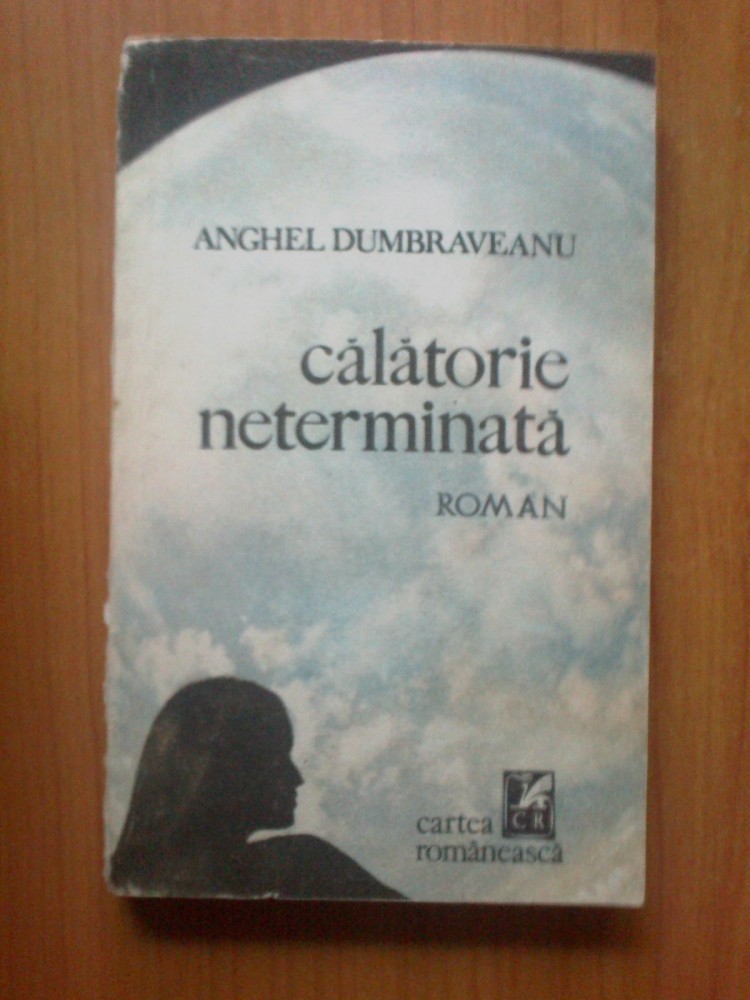 ANGHEL DUMBRAVEANU
călătorie
neterminată
ROMAN
CR
cartea
românească